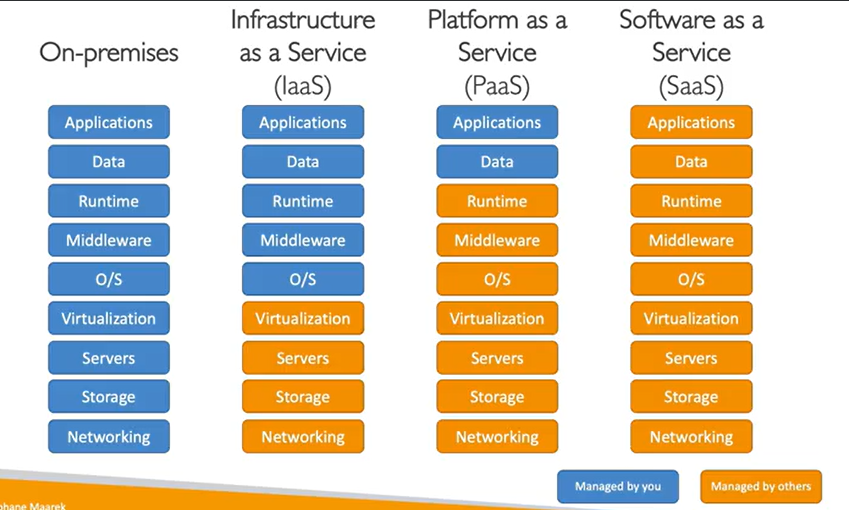 On-premises
Infrastructure
as a Service
(IaaS)
Platform as a
Service
(PaaS)
Software as a
Service
(SaaS)
Applications
Applications
Applications
Applications
Data
Data
Data
Data
Runtime
Runtime
Runtime
Runtime
Middleware
Middleware
Middleware
Middleware
O/S
O/S
O/S
O/S
Virtualization
Virtualization
Virtualization
Virtualization
Servers
Servers
Servers
Servers
Storage
Storage
Storage
Storage
Networking
Networking
Networking
Networking
Managed by you
Managed by others
Maarek